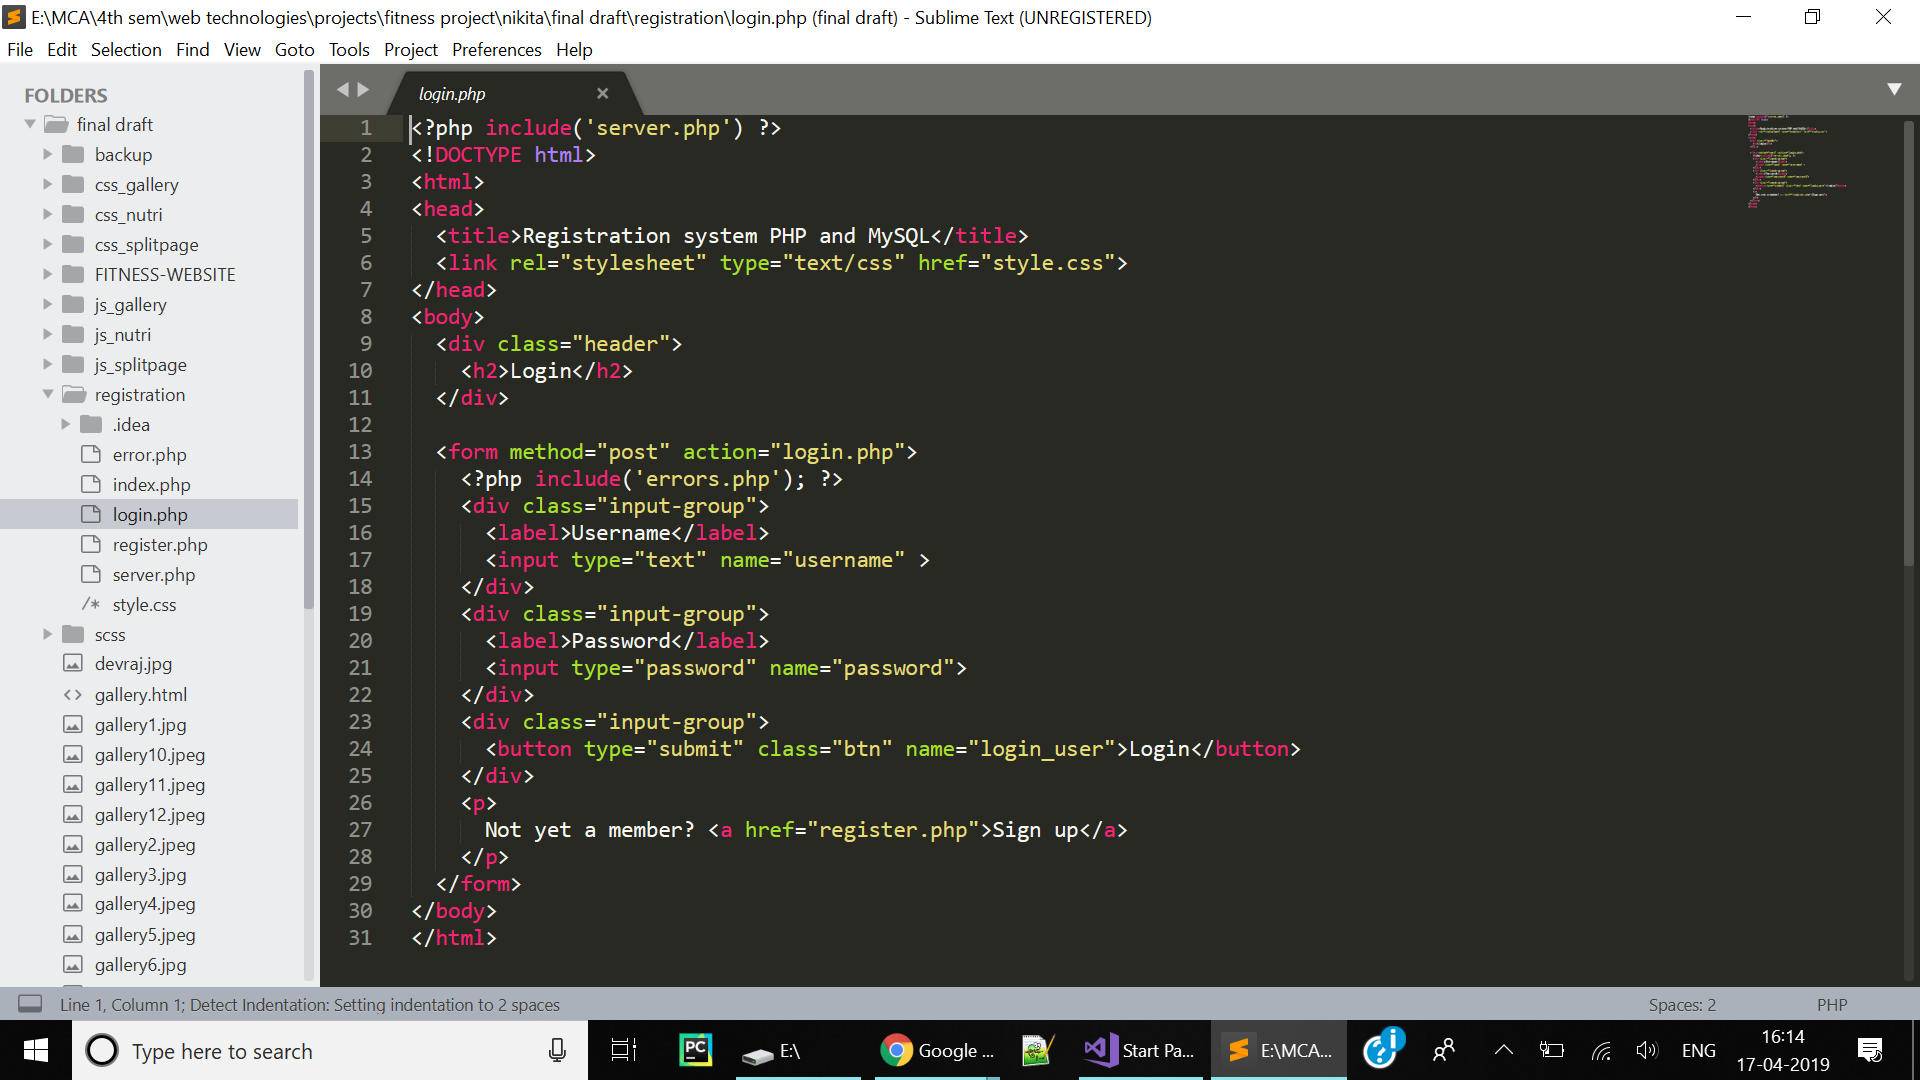 E:\MCA\4th sem\web technologies\projects\fitness project\nikita\final draft\registration\login.php (final draft) - Sublime Text (UNREGISTERED)
File Edit Selection Find View Goto Tools Project Preferences Help
FOLDERS
final draft
backup
css_gallery
css_nutri
css_splitpage
FITNESS-WEBSITE
js_gallery
js_nutri
js_splitpage
registration
.idea
error.php
index.php
login.php
register.php
server.php
/* style.css
scss
devraj.jpg
<> gallery.html
gallery1.jpg
gallery10.jpeg
gallery11.jpeg
gallery12.jpeg
gallery2.jpeg
gallery3.jpg
gallery4.jpeg
gallery5.jpeg
gallery6.jpg
login.php
1 <?php include('server.php') ?>
2 <!DOCTYPE html>
3 <html>
4 <head>
5 <title>Registration system PHP and MySQL</title>
6 <link rel="stylesheet" type="text/css" href="style.css">
7 </head>
8 <body>
9 <div class="header">
10 <h2>Login</h2>
11 </div>
12
13 <form method="post" action="login.php">
14 <?php include('errors.php'); ?>
15 <div class="input-group">
16 <label>Username</label>
17 <input type="text" name="username" >
18 </div>
19 <div class="input-group">
20 <label>Password</label>
21 <input type="password" name="password">
22 </div>
23 <div class="input-group">
24 <button type="submit" class="btn" name="login_user">Login</button>
25 </div>
26 <p>
27 Not yet a member? <a href="register.php">Sign up</a>
28 </p>
29 </form>
30 </body>
31 </html>
Line 1, Column 1; Detect Indentation: Setting indentation to 2 spaces
Spaces: 2
PHP
Type here to search
PC
E:\
Google ...
Start Pa...
E:\MCA...
ENG
16:14
17-04-2019